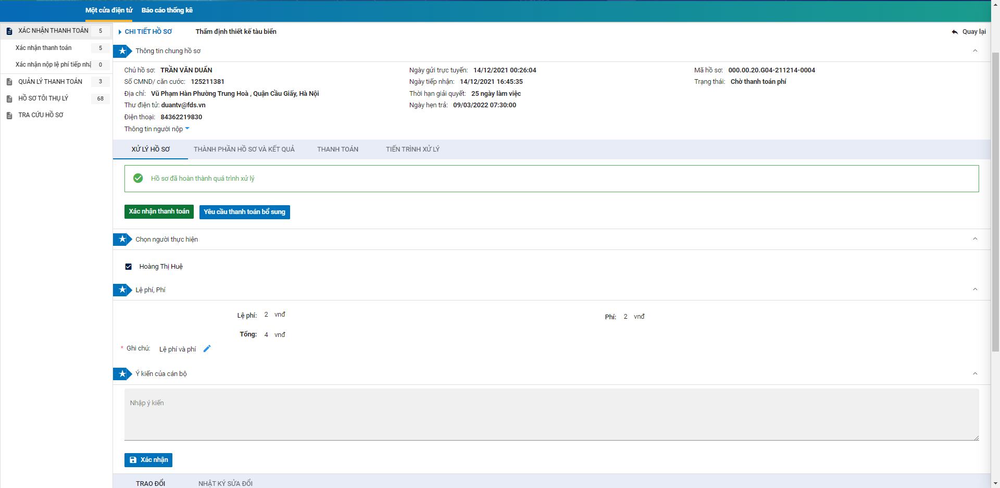 Một cửa điện tử Báo cáo thống kê
XÁC NHẬN THANH TOÁN 5
Xác nhận thanh toán 5
Xác nhận nộp lệ phí tiếp nhậ 0
QUẢN LÝ THANH TOÁN 3
HỒ SƠ TÔI THỤ LÝ 68
TRA CỨU HỒ SƠ
CHI TIẾT HỒ SƠ Thẩm định thiết kế tàu biển Quay lại
Thông tin chung hồ sơ
Chủ hồ sơ: TRẦN VĂN DUẨN Ngày gửi trực tuyến: 14/12/2021 00:26:04 Mã hồ sơ: 000.00.20.G04-211214-0004
Số CMND/ căn cước: 125211381 Ngày tiếp nhận: 14/12/2021 16:45:35 Trạng thái: Chờ thanh toán phí
Địa chỉ: Vũ Phạm Hàn Phường Trung Hoà , Quận Cầu Giấy, Hà Nội Thời hạn giải quyết: 25 ngày làm việc
Thư điện tử: duantv@fds.vn Ngày hẹn trả: 09/03/2022 07:30:00
Điện thoại: 84362219830
Thông tin người nộp
XỬ LÝ HỒ SƠ THÀNH PHẦN HỒ SƠ VÀ KẾT QUẢ THANH TOÁN TIẾN TRÌNH XỬ LÝ
Hồ sơ đã hoàn thành quá trình xử lý
Xác nhận thanh toán Yêu cầu thanh toán bổ sung
Chọn người thực hiện
Hoàng Thị Huệ
Lệ phí, Phí
Lệ phí: 2 vnđ Phí: 2 vnđ
Tổng: 4 vnđ
* Ghi chú: Lệ phí và phí
Ý kiến của cán bộ
Nhập ý kiến
Xác nhận
TRAO ĐỔI NHẬT KÝ SỬA ĐỔI